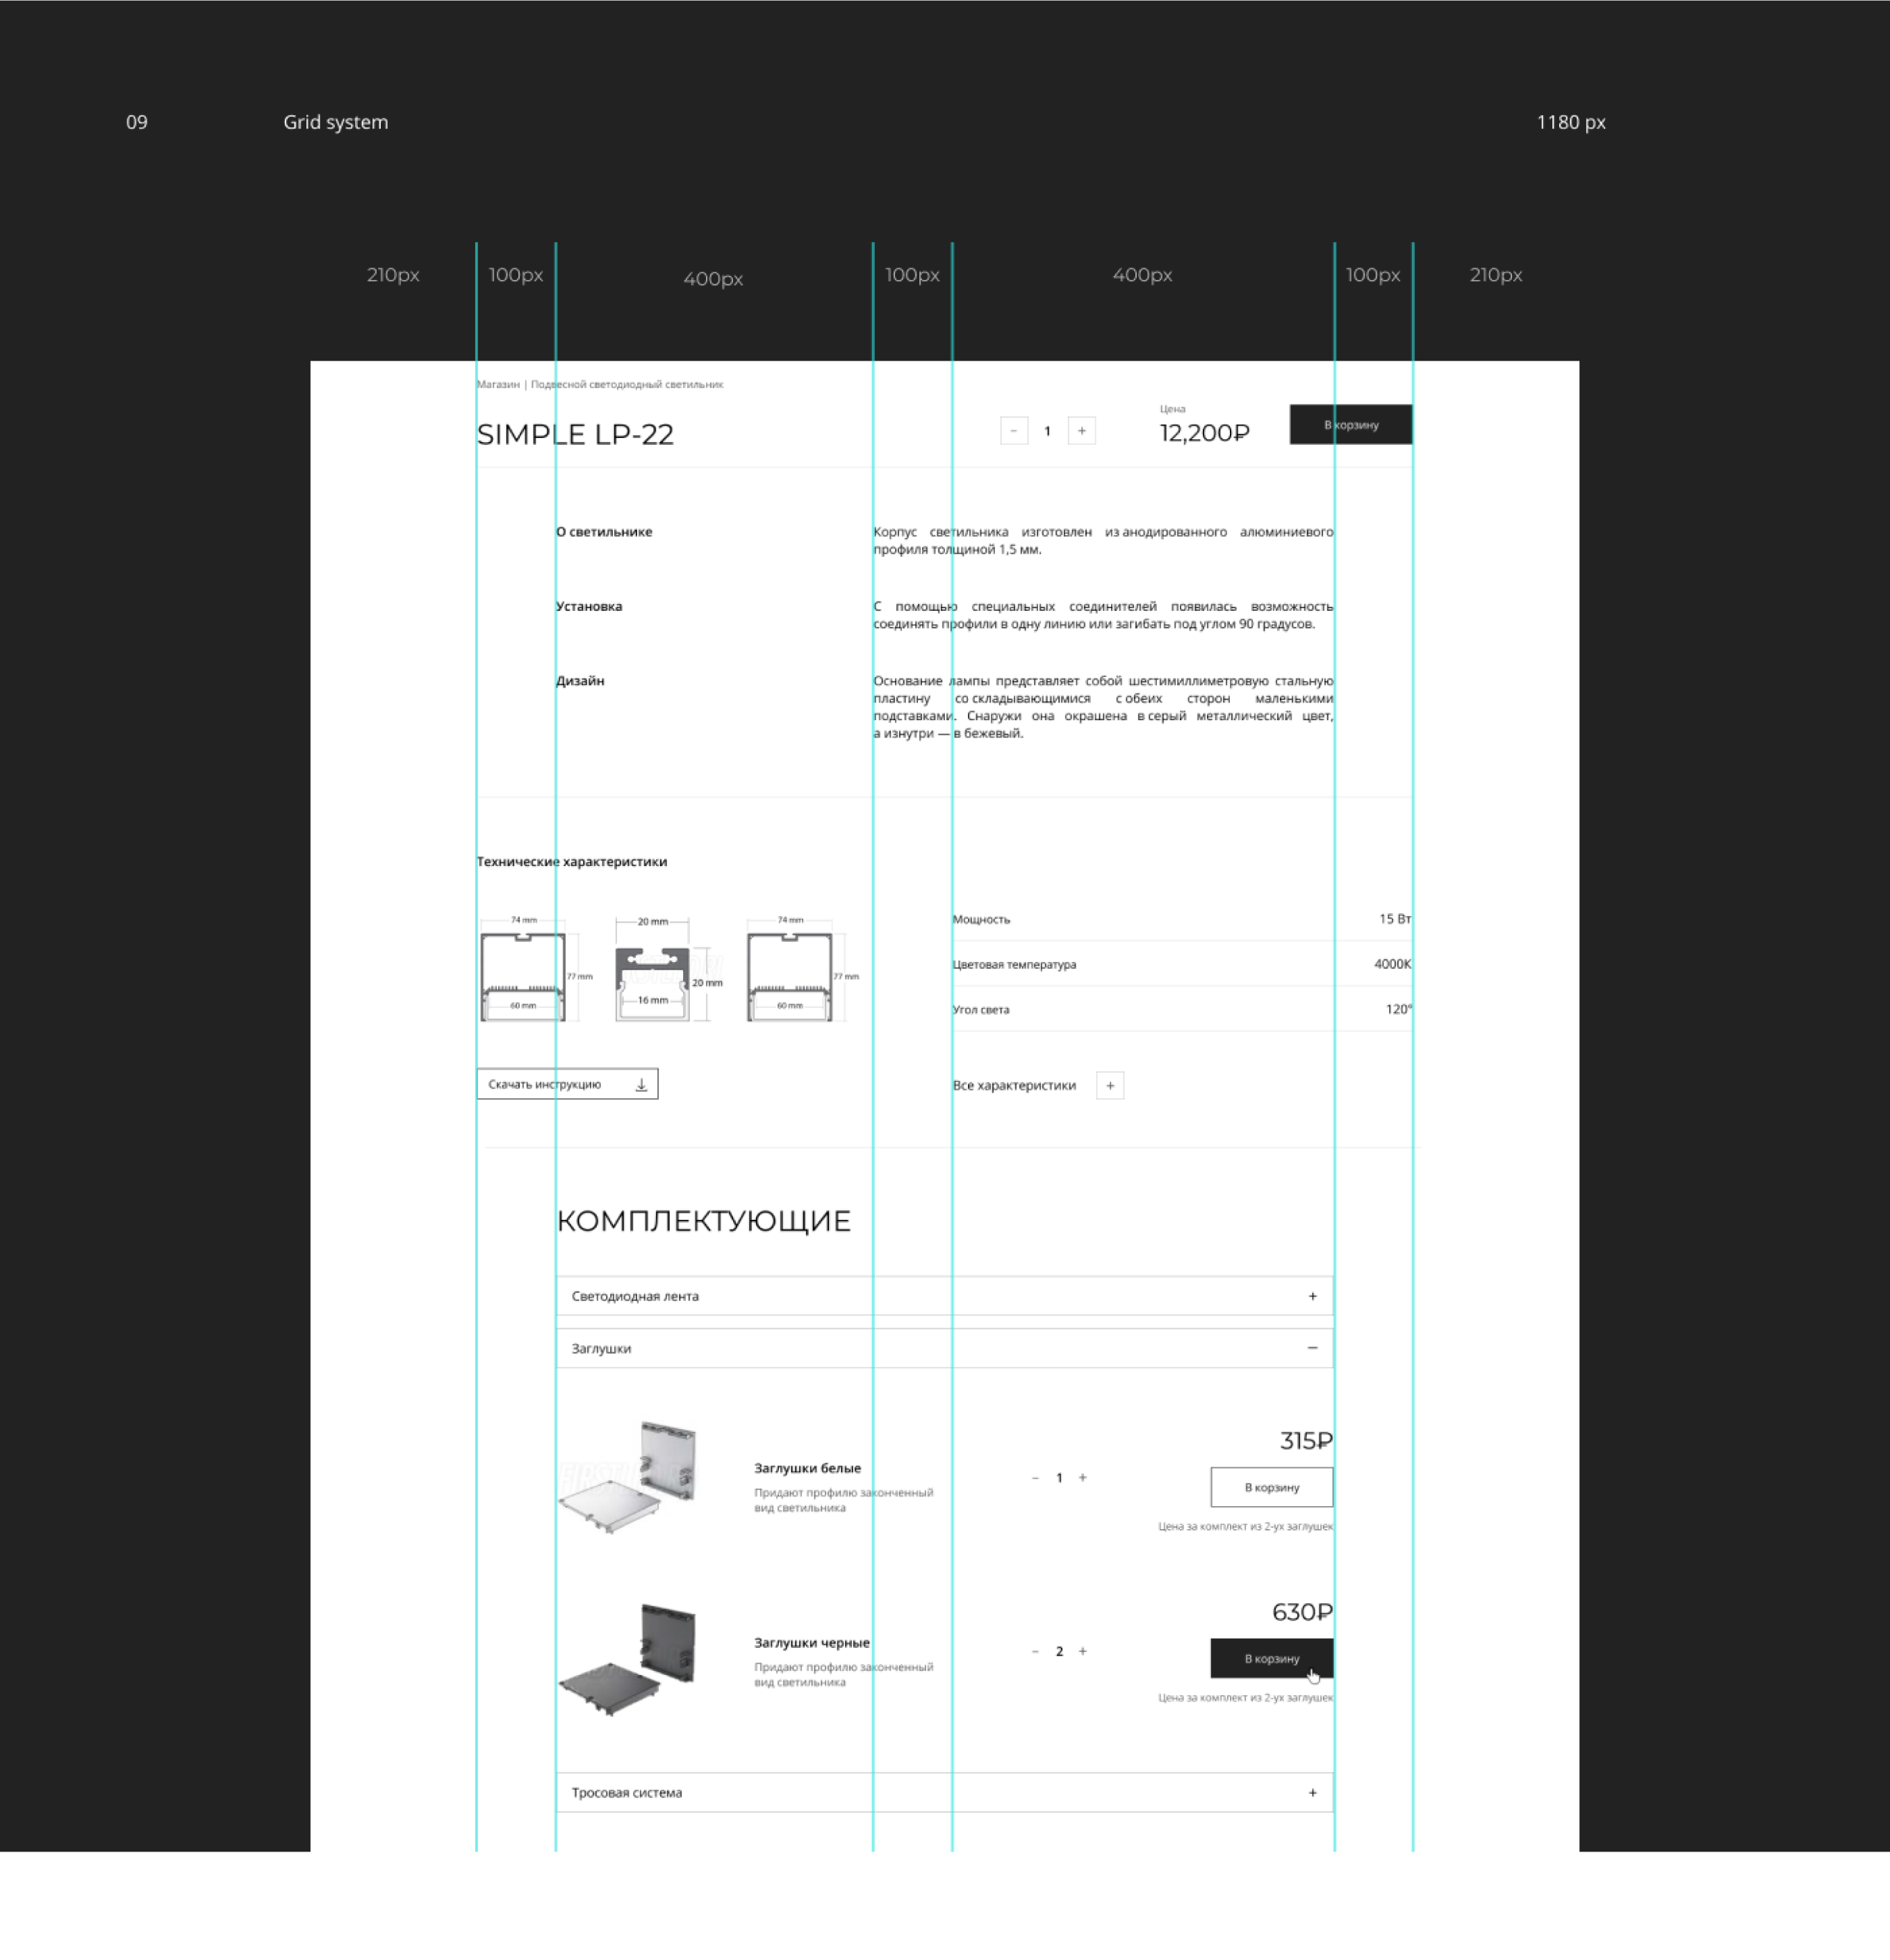 09 Grid system 1180 px
210px 100px 400px 100px 400px 100px 210px
Магазин | Подвесной светодиодный светильник
SIMPLE LP-22
- 1 +
Цена
12,200₽
В корзину
О светильнике
Корпус светильника изготовлен из анодированного алюминиевого
профиля толщиной 1,5 мм.
Установка
С помощью специальных соединителей появилась возможность
соединять профили в одну линию или загибать под углом 90 градусов.
Дизайн
Основание лампы представляет собой шестимиллиметровую стальную
пластину со складывающимися с обеих сторон маленькими
подставками. Снаружи она окрашена в серый металлический цвет,
а изнутри — в бежевый.
Технические характеристики
74 mm
77 mm
60 mm
20 mm
20 mm
16 mm
74 mm
77 mm
60 mm
Мощность 15 Вт
Цветовая температура 4000К
Угол света 120°
Скачать инструкцию
Все характеристики +
КОМПЛЕКТУЮЩИЕ
Светодиодная лента +
Заглушки —
Заглушки белые
Придают профилю законченный
вид светильника
- 1 +
315₽
В корзину
Цена за комплект из 2-ух заглушек
Заглушки черные
Придают профилю законченный
вид светильника
- 2 +
630₽
В корзину
Цена за комплект из 2-ух заглушек
Тросовая система +